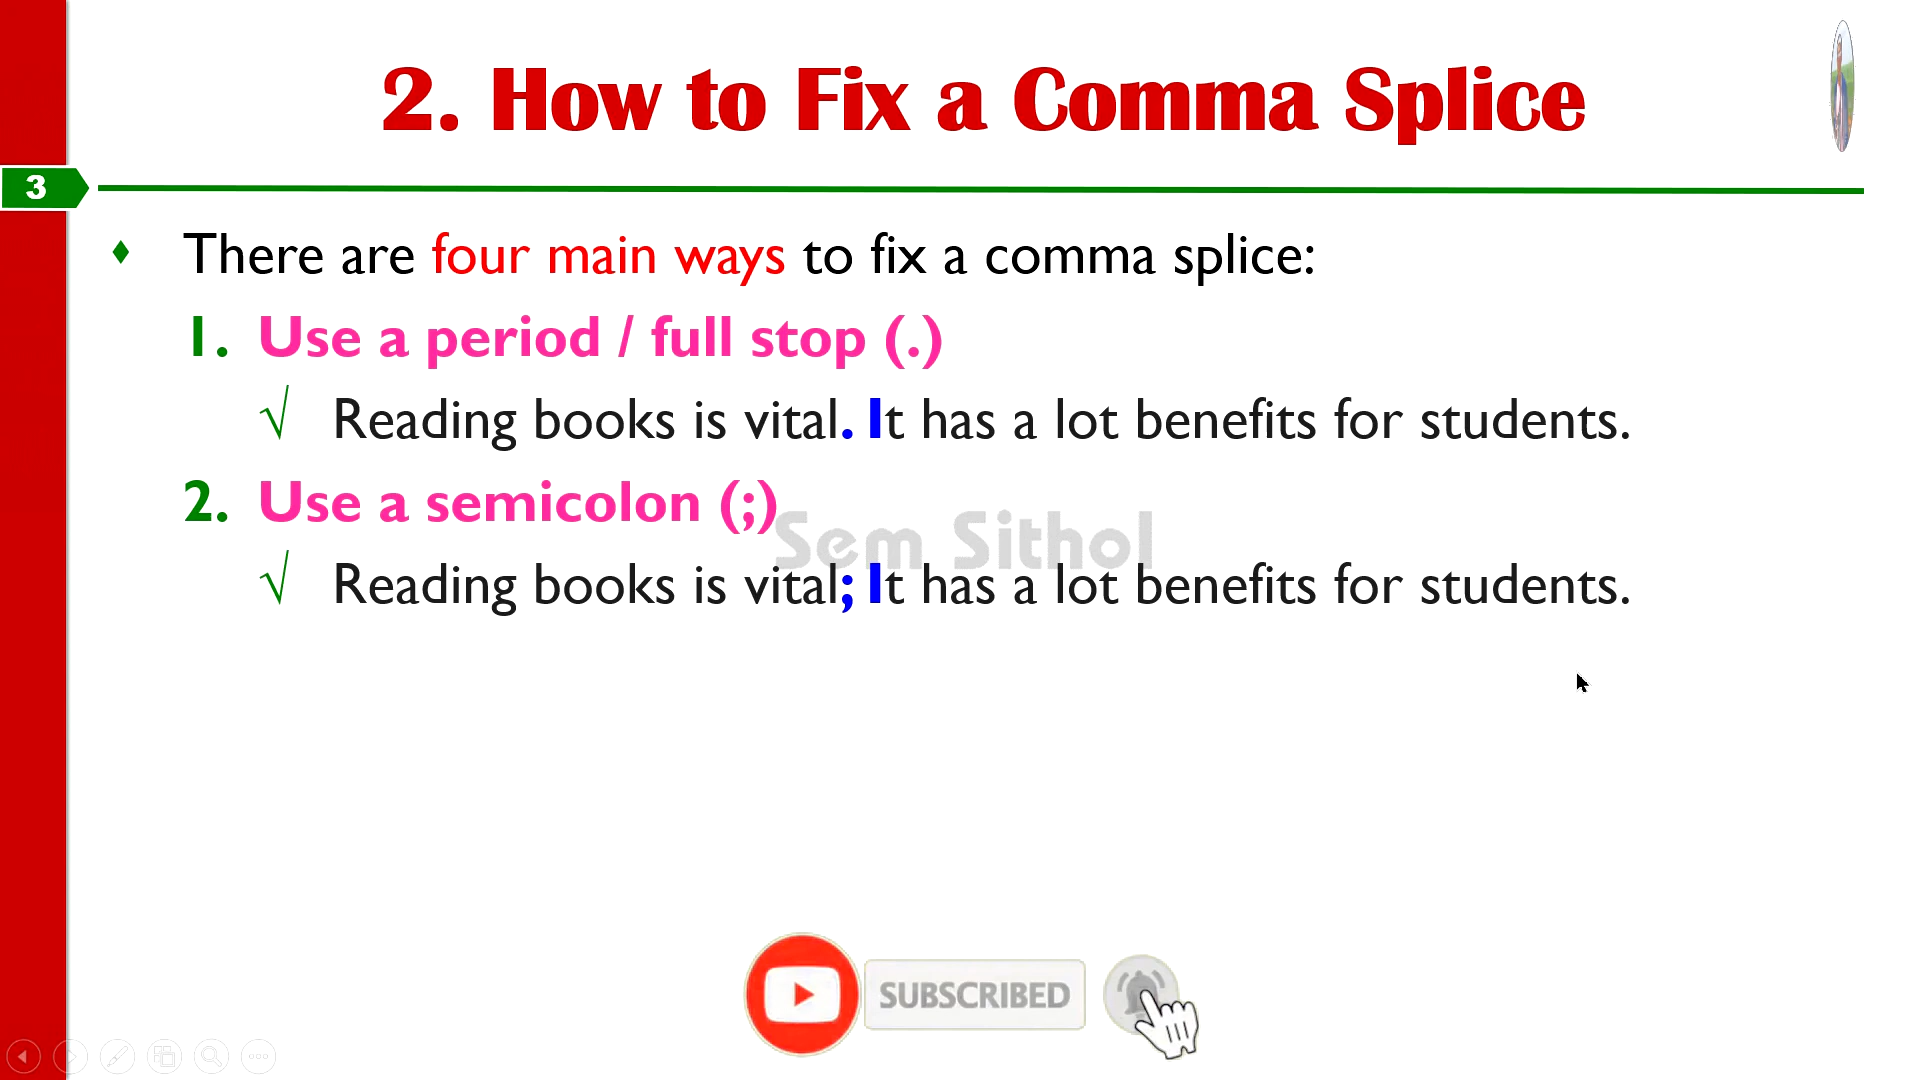 2. How to Fix a Comma Splice
3
There are four main ways to fix a comma splice:
1. Use a period / full stop (.)
√ Reading books is vital. It has a lot benefits for students.
2. Use a semicolon (;)
Sem Sithol
√ Reading books is vital; It has a lot benefits for students.
SUBSCRIBED